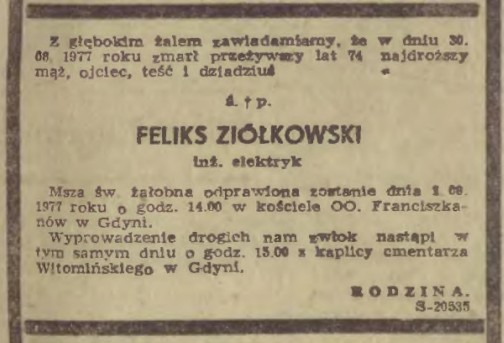 Z głębokim żalem zawiadamiamy, że w dniu 30.
08. 1977 roku zmarł przeżywszy lat 74 najdroższy
mąż, ojciec, teść i dziadziuś
ś. † p.
FELIKS ZIÓŁKOWSKI
inż. elektryk
Msza św. żałobna odprawiona zostanie dnia 2.09.
1977 roku o godz. 14.00 w kościele OO. Franciszka-
nów w Gdyni.
Wyprowadzenie drogich nam zwłok nastąpi w
tym samym dniu o godz. 15.00 z kaplicy cmentarza
Witomińskiego w Gdyni.
RODZINA.
S-20535